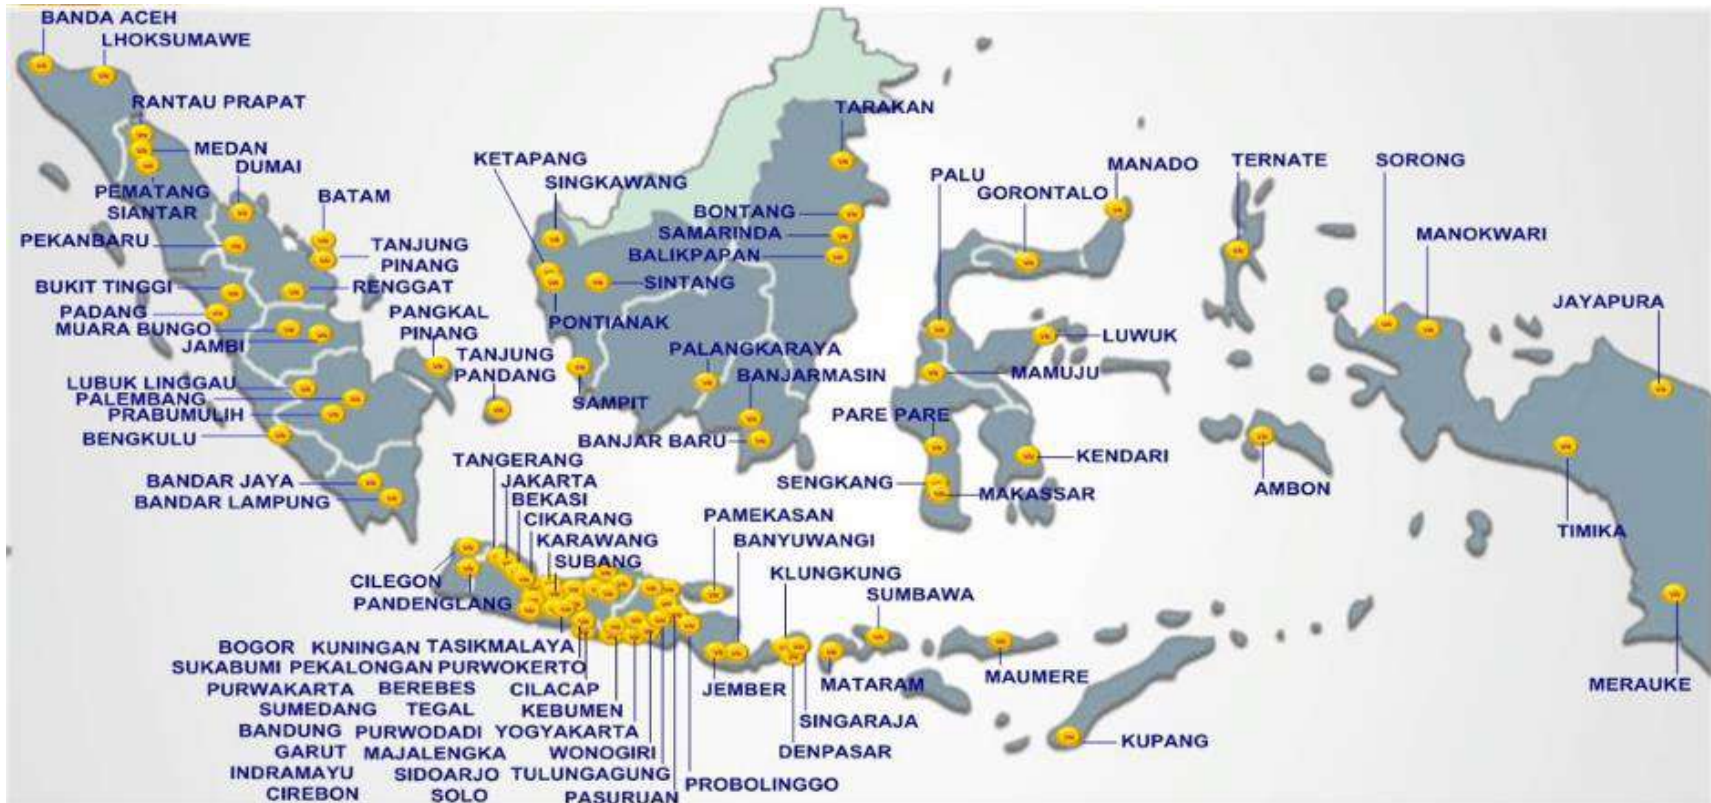 BANDA ACEH
LHOKSUMAWE
RANTAU PRAPAT
MEDAN
DUMAI
PEMATANG
SIANTAR
BATAM
PEKANBARU
TANJUNG
PINANG
BUKIT TINGGI
RENGGAT
PADANG
MUARA BUNGO
JAMBI
PANGKAL
PINANG
TANJUNG
PANDANG
LUBUK LINGGAU
PALEMBANG
PRABUMULIH
BENGKULU
BANDAR JAYA
BANDAR LAMPUNG
KETAPANG
SINGKAWANG
TARAKAN
BONTANG
SAMARINDA
BALIKPAPAN
SINTANG
PONTIANAK
PALANGKARAYA
BANJARMASIN
SAMPIT
BANJAR BARU
PALU
GORONTALO
MANADO
TERNATE
SORONG
MANOKWARI
JAYAPURA
LUWUK
MAMUJU
PARE PARE
KENDARI
SENGKANG
MAKASSAR
AMBON
TIMIKA
MERAUKE
TANGERANG
JAKARTA
BEKASI
CIKARANG
KARAWANG
SUBANG
CILEGON
PANDENGLANG
PAMEKASAN
BANYUWANGI
KLUNGKUNG
SUMBAWA
BOGOR KUNINGAN TASIKMALAYA
SUKABUMI PEKALONGAN PURWOKERTO
PURWAKARTA BEREBES CILACAP
SUMEDANG TEGAL KEBUMEN
BANDUNG PURWODADI YOGYAKARTA
GARUT MAJALENGKA WONOGIRI
INDRAMAYU SIDOARJO TULUNGAGUNG
CIREBON SOLO PASURUAN
PROBOLINGGO
JEMBER
MATARAM
SINGARAJA
DENPASAR
MAUMERE
KUPANG